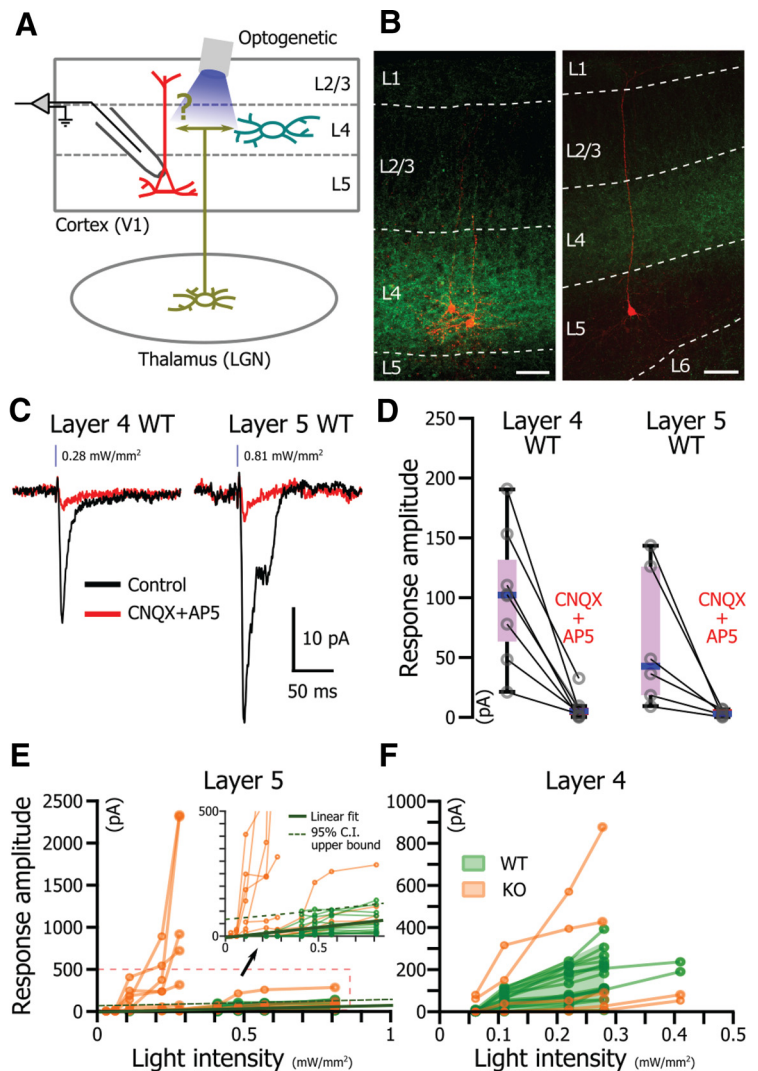 A
Optogenetic
L2/3
?
L4
L5
Cortex (V1)
Thalamus (LGN)
B
L1
L2/3
L4
L5
L1
L2/3
L4
L5
L6
C
Layer 4 WT
0.28 mW/mm²
Layer 5 WT
0.81 mW/mm²
Control
CNQX+AP5
10 pA
50 ms
D
Layer 4
WT
Layer 5
WT
Response amplitude
(pA)
250
200
150
100
50
0
CNQX
+
AP5
CNQX
+
AP5
E
Layer 5
Response amplitude
(pA)
2500
2000
1500
1000
500
0
0
0.5
1
Light intensity (mW/mm²)
500
0
0
0.5
Linear fit
95% C.I.
upper bound
F
Layer 4
(pA)
1000
800
600
400
200
0
WT
KO
0
0.1
0.2
0.3
0.4
0.5
Light intensity (mW/mm²)